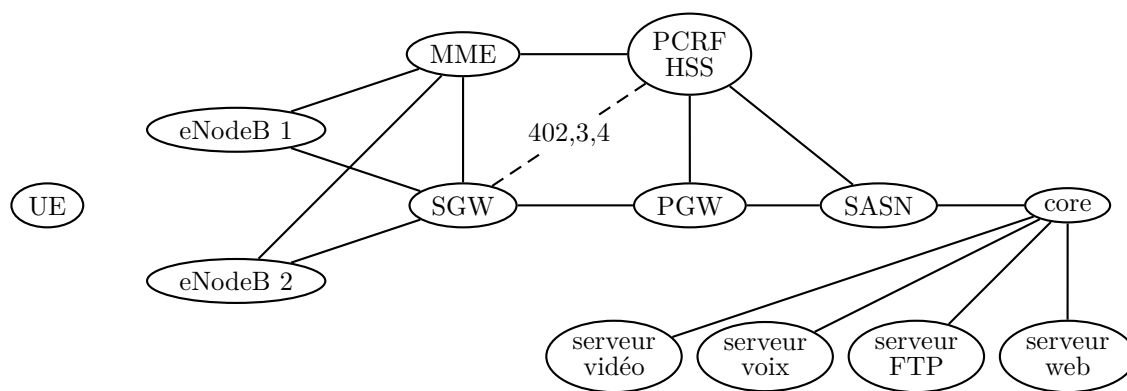 MME
PCRF
HSS
eNodeB 1
402,3,4
UE
SGW
PGW
SASN
core
eNodeB 2
serveur
vidéo
serveur
voix
serveur
FTP
serveur
web